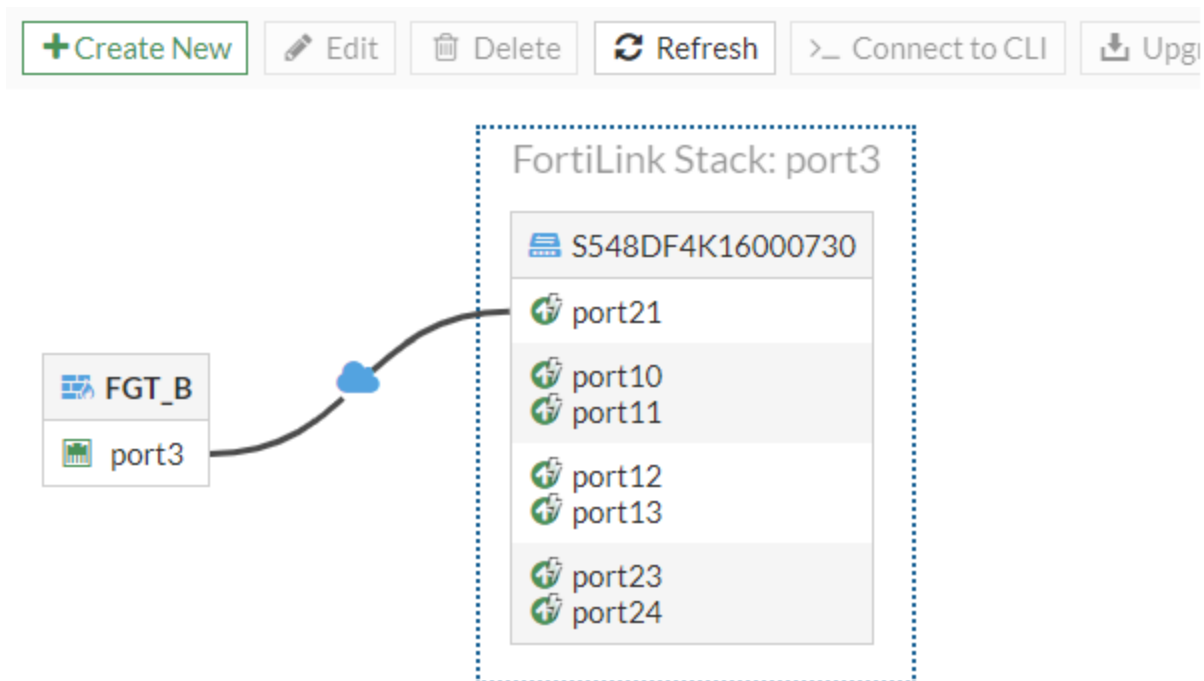 +Create New Edit Delete Refresh >_ Connect to CLI
FortiLink Stack: port3
S548DF4K16000730
port21
FGT_B
port3
port10
port11
port12
port13
port23
port24